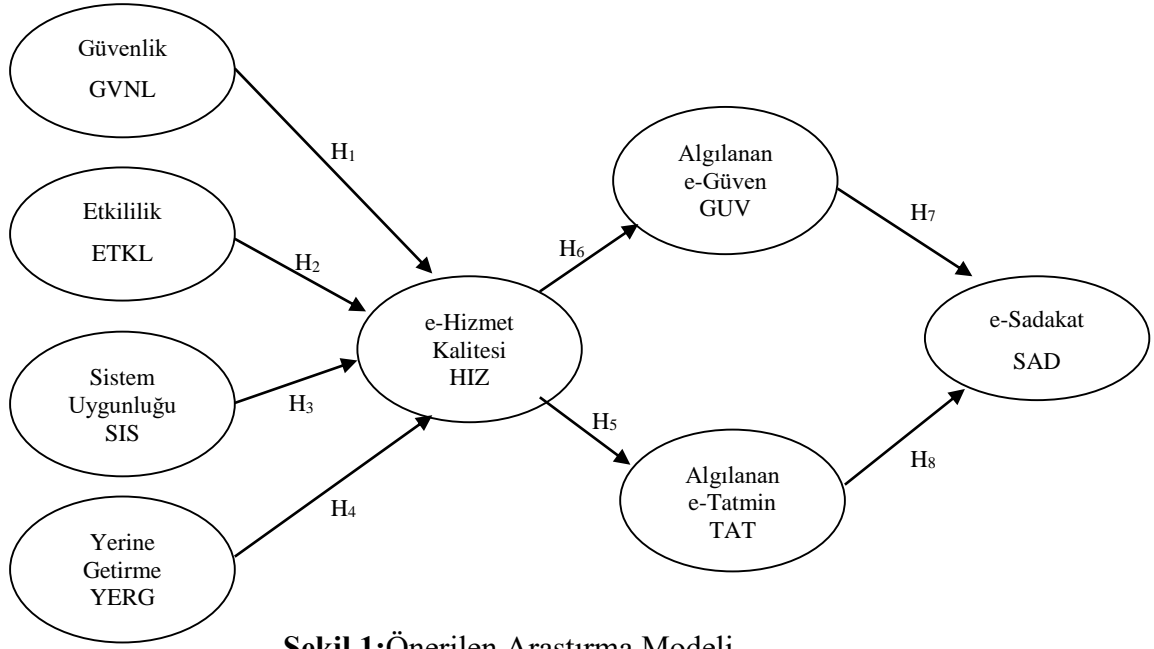 Güvenlik
GVNL
H1
Etkililik
ETKL
H2
Sistem
Uygunluğu
SIS
H3
Yerine
Getirme
YERG
H4
e-Hizmet
Kalitesi
HIZ
H6
H5
Algılanan
e-Güven
GUV
H7
Algılanan
e-Tatmin
TAT
H8
e-Sadakat
SAD
Şekil 1:Önerilen Araştırma Modeli